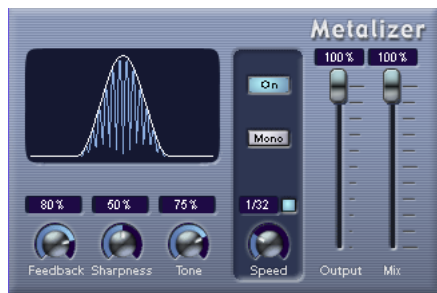 Metalizer
100 % 100 %
On
Mono
80 % 50 % 75 % 1/32
Feedback Sharpness Tone Speed Output Mix